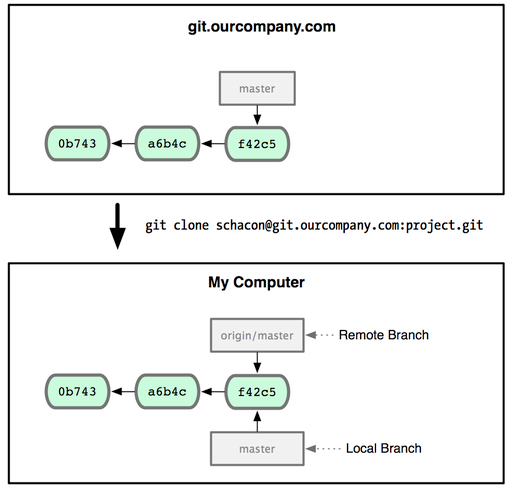 git.ourcompany.com
master
0b743 a6b4c f42c5
git clone schacon@git.ourcompany.com:project.git
My Computer
origin/master Remote Branch
0b743 a6b4c f42c5
master Local Branch